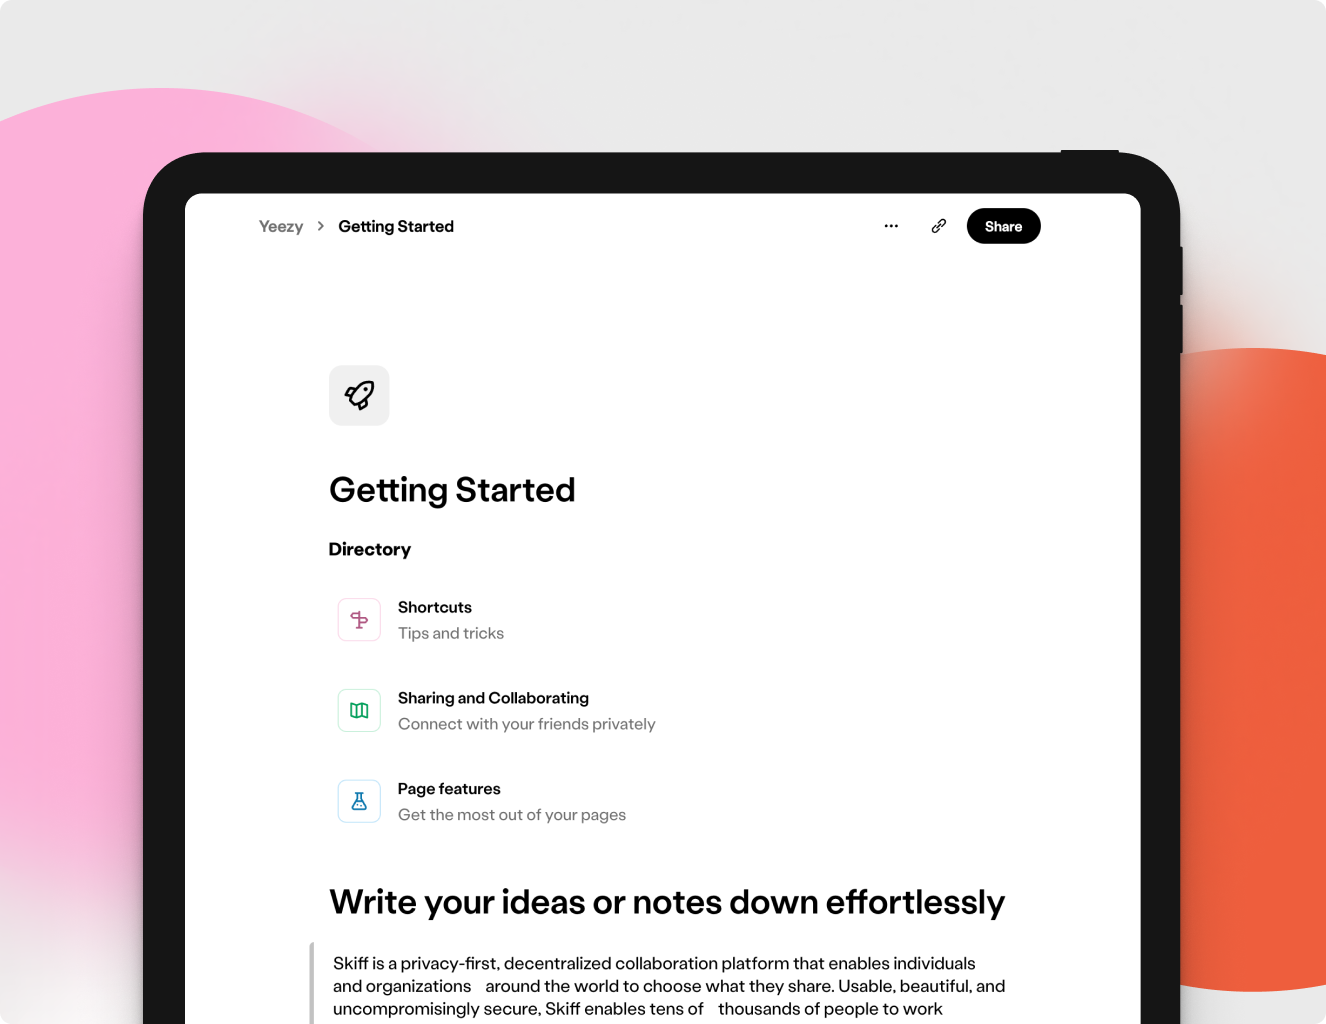 Yeezy > Getting Started
Share
Getting Started
Directory
Shortcuts
Tips and tricks
Sharing and Collaborating
Connect with your friends privately
Page features
Get the most out of your pages
Write your ideas or notes down effortlessly
Skiff is a privacy-first, decentralized collaboration platform that enables individuals
and organizations around the world to choose what they share. Usable, beautiful, and
uncompromisingly secure, Skiff enables tens of thousands of people to work